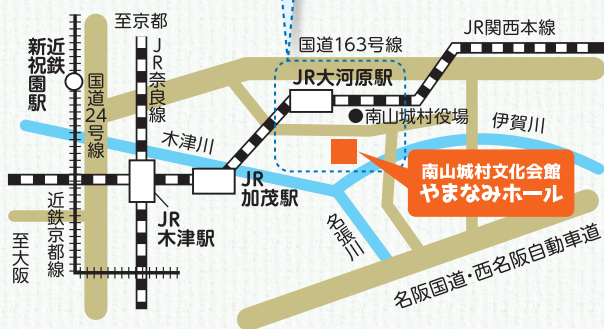 至京都
JR関西本線
国道163号線
近鉄
新祝園駅
JR奈良線
国道24号線
JR大河原駅
南山城村役場
木津川
伊賀川
南山城村文化会館
やまなみホール
JR
加茂駅
JR
木津駅
近鉄京都線
至大阪
名張川
名阪国道・西名阪自動車道